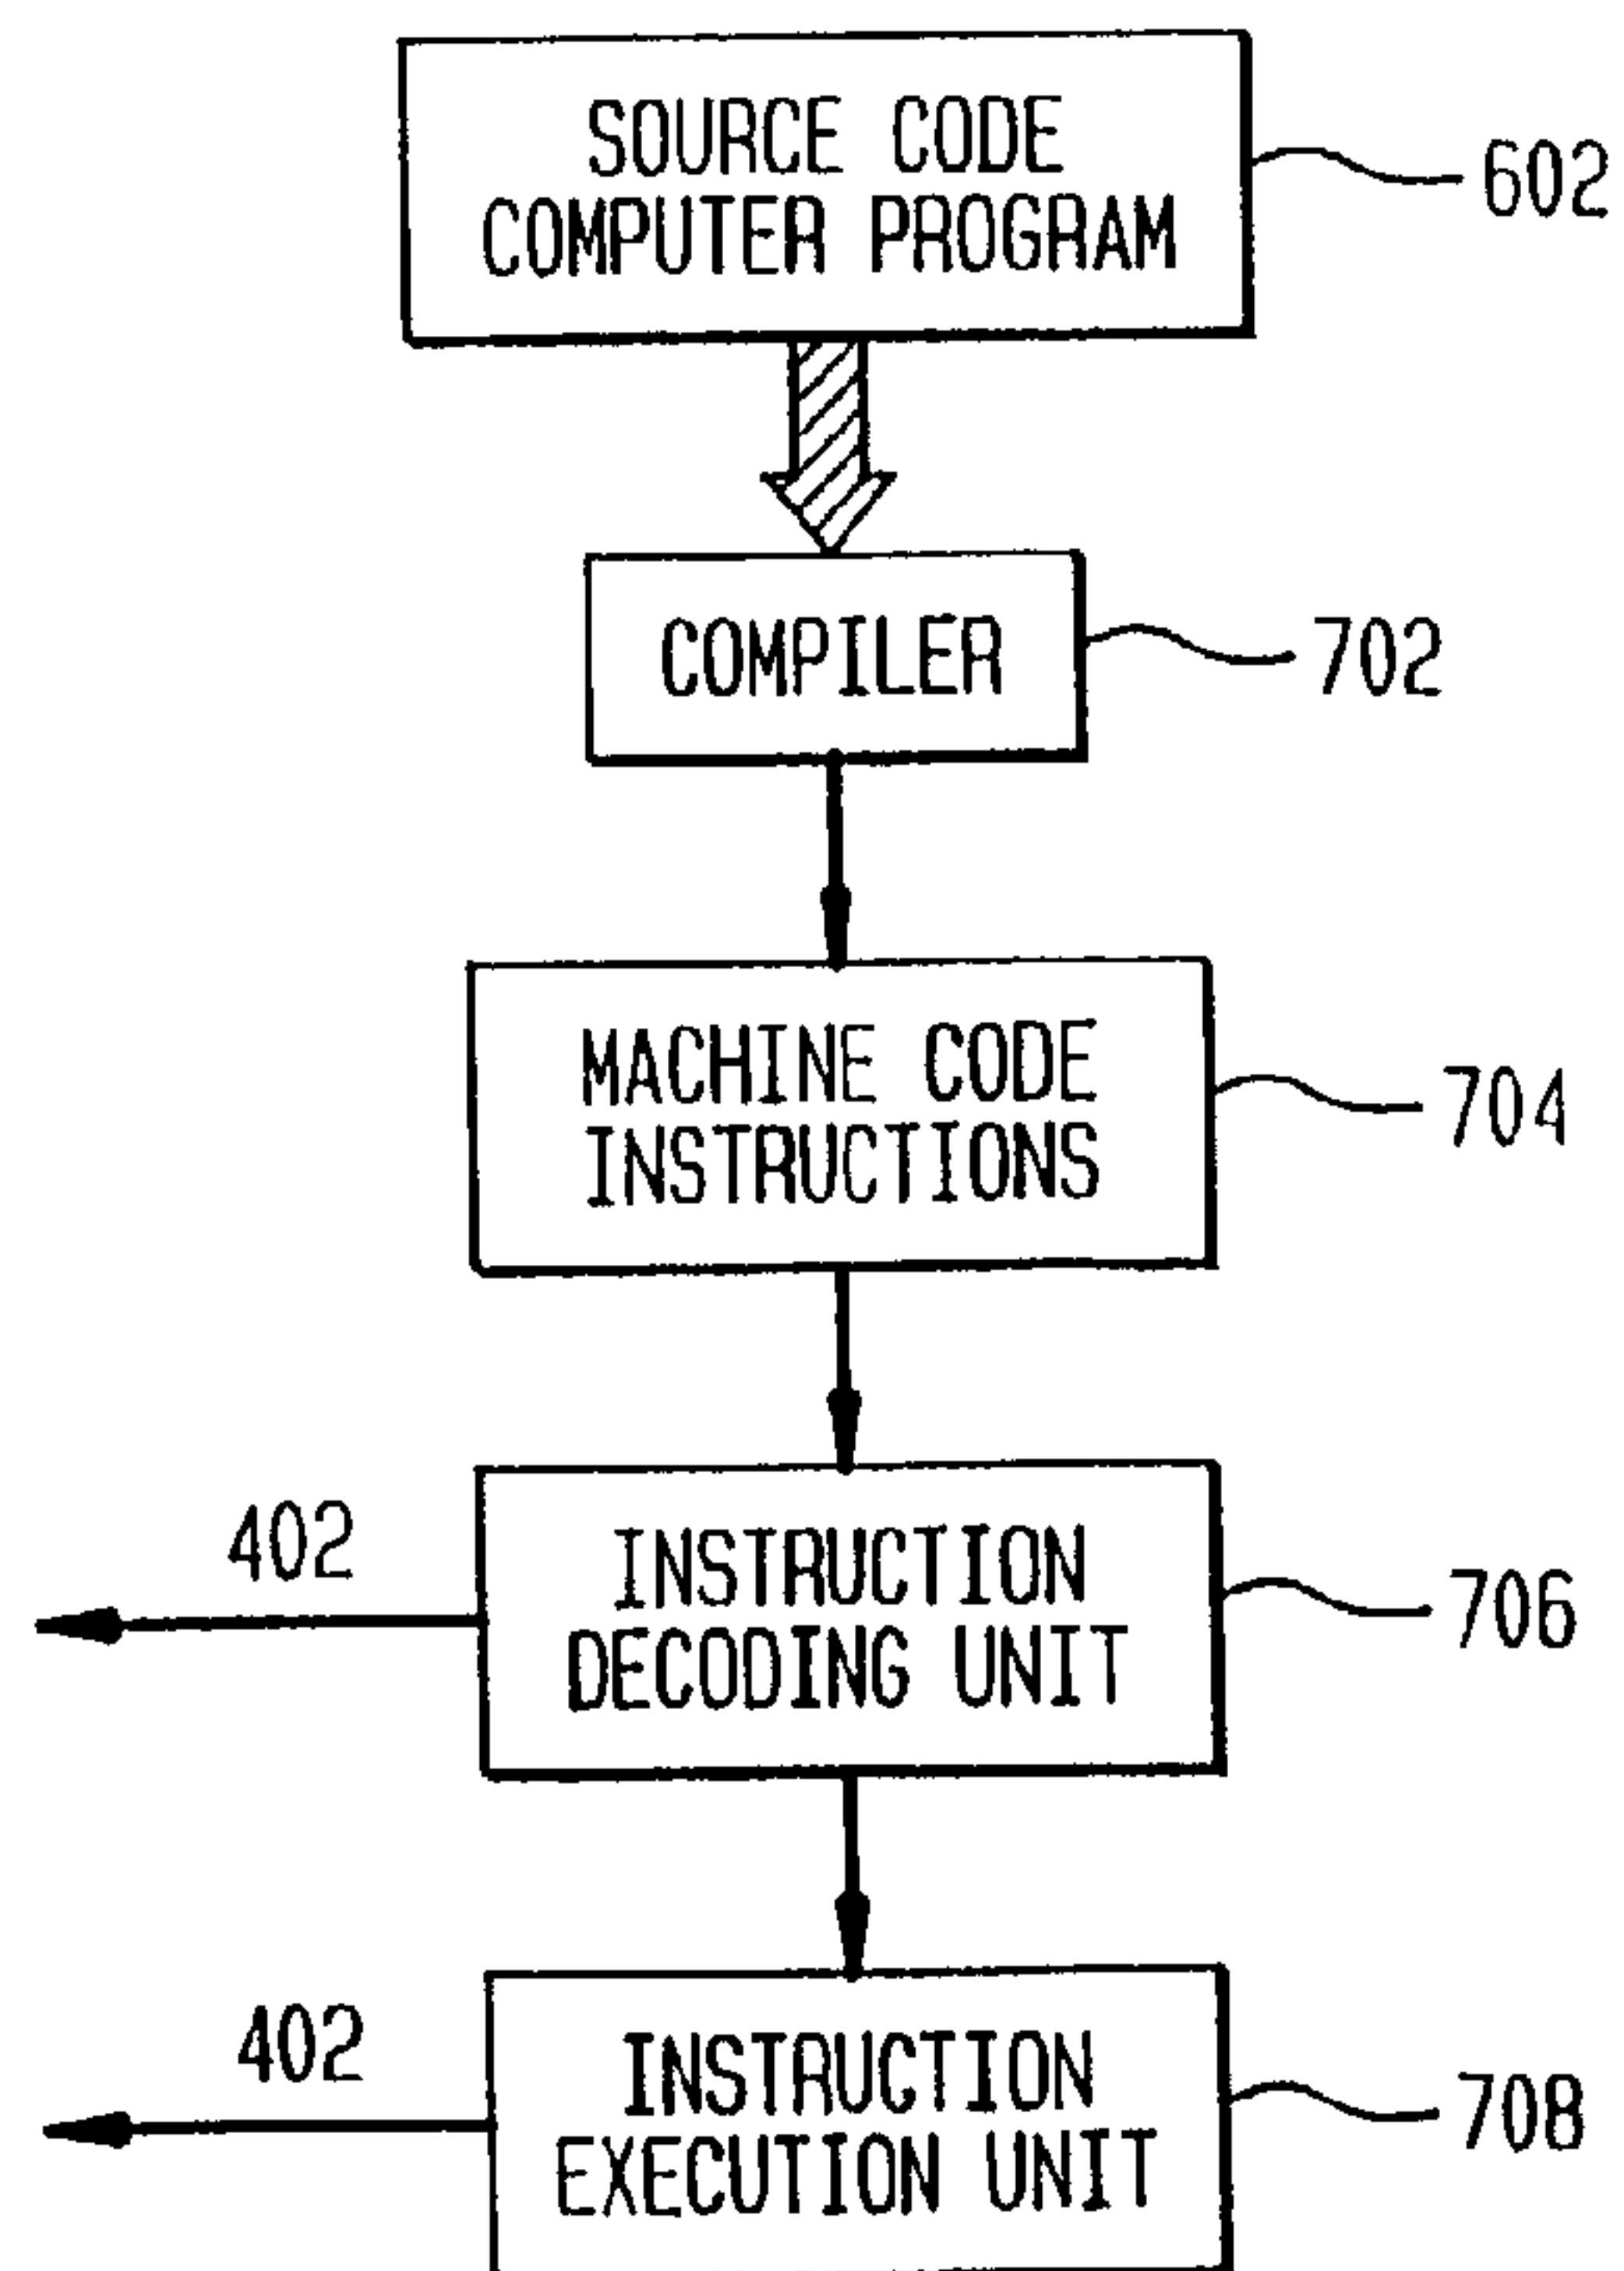 SOURCE CODE
COMPUTER PROGRAM
602
COMPILER
702
MACHINE CODE
INSTRUCTIONS
704
402
INSTRUCTION
DECODING UNIT
706
402
INSTRUCTION
EXECUTION UNIT
708